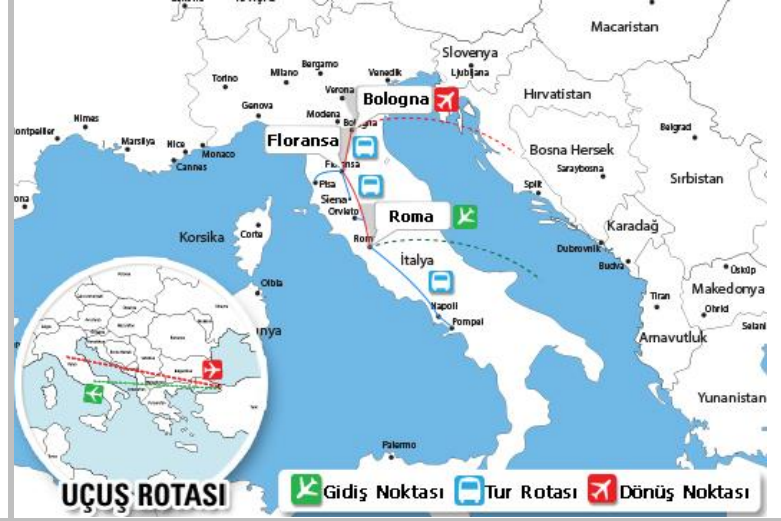 Macaristan
Slovenya
Ljubljana
Bergamo
Milano
Torino
Venedik
Verona
Hırvatistan
Genova
Modena
Bologna
Bologna
Belgrad
Nimes
Marsilya
Nice
Monaco
Cannes
Floransa
Floransa
Bosna Hersek
Saraybosna
Sırbistan
Pisa
Siena
Orvieto
Split
Roma
Roma
Korsika
Corte
Karadağ
Dubrovnik
Budva
İtalya
Üsküp
Olbia
Makedonya
Tiran
Ohrid
Napoli
Pompei
Arnavutluk
Selani
Yunanistan
Palermo
UÇUŞ ROTASI
Gidiş Noktası
Tur Rotası
Dönüş Noktası